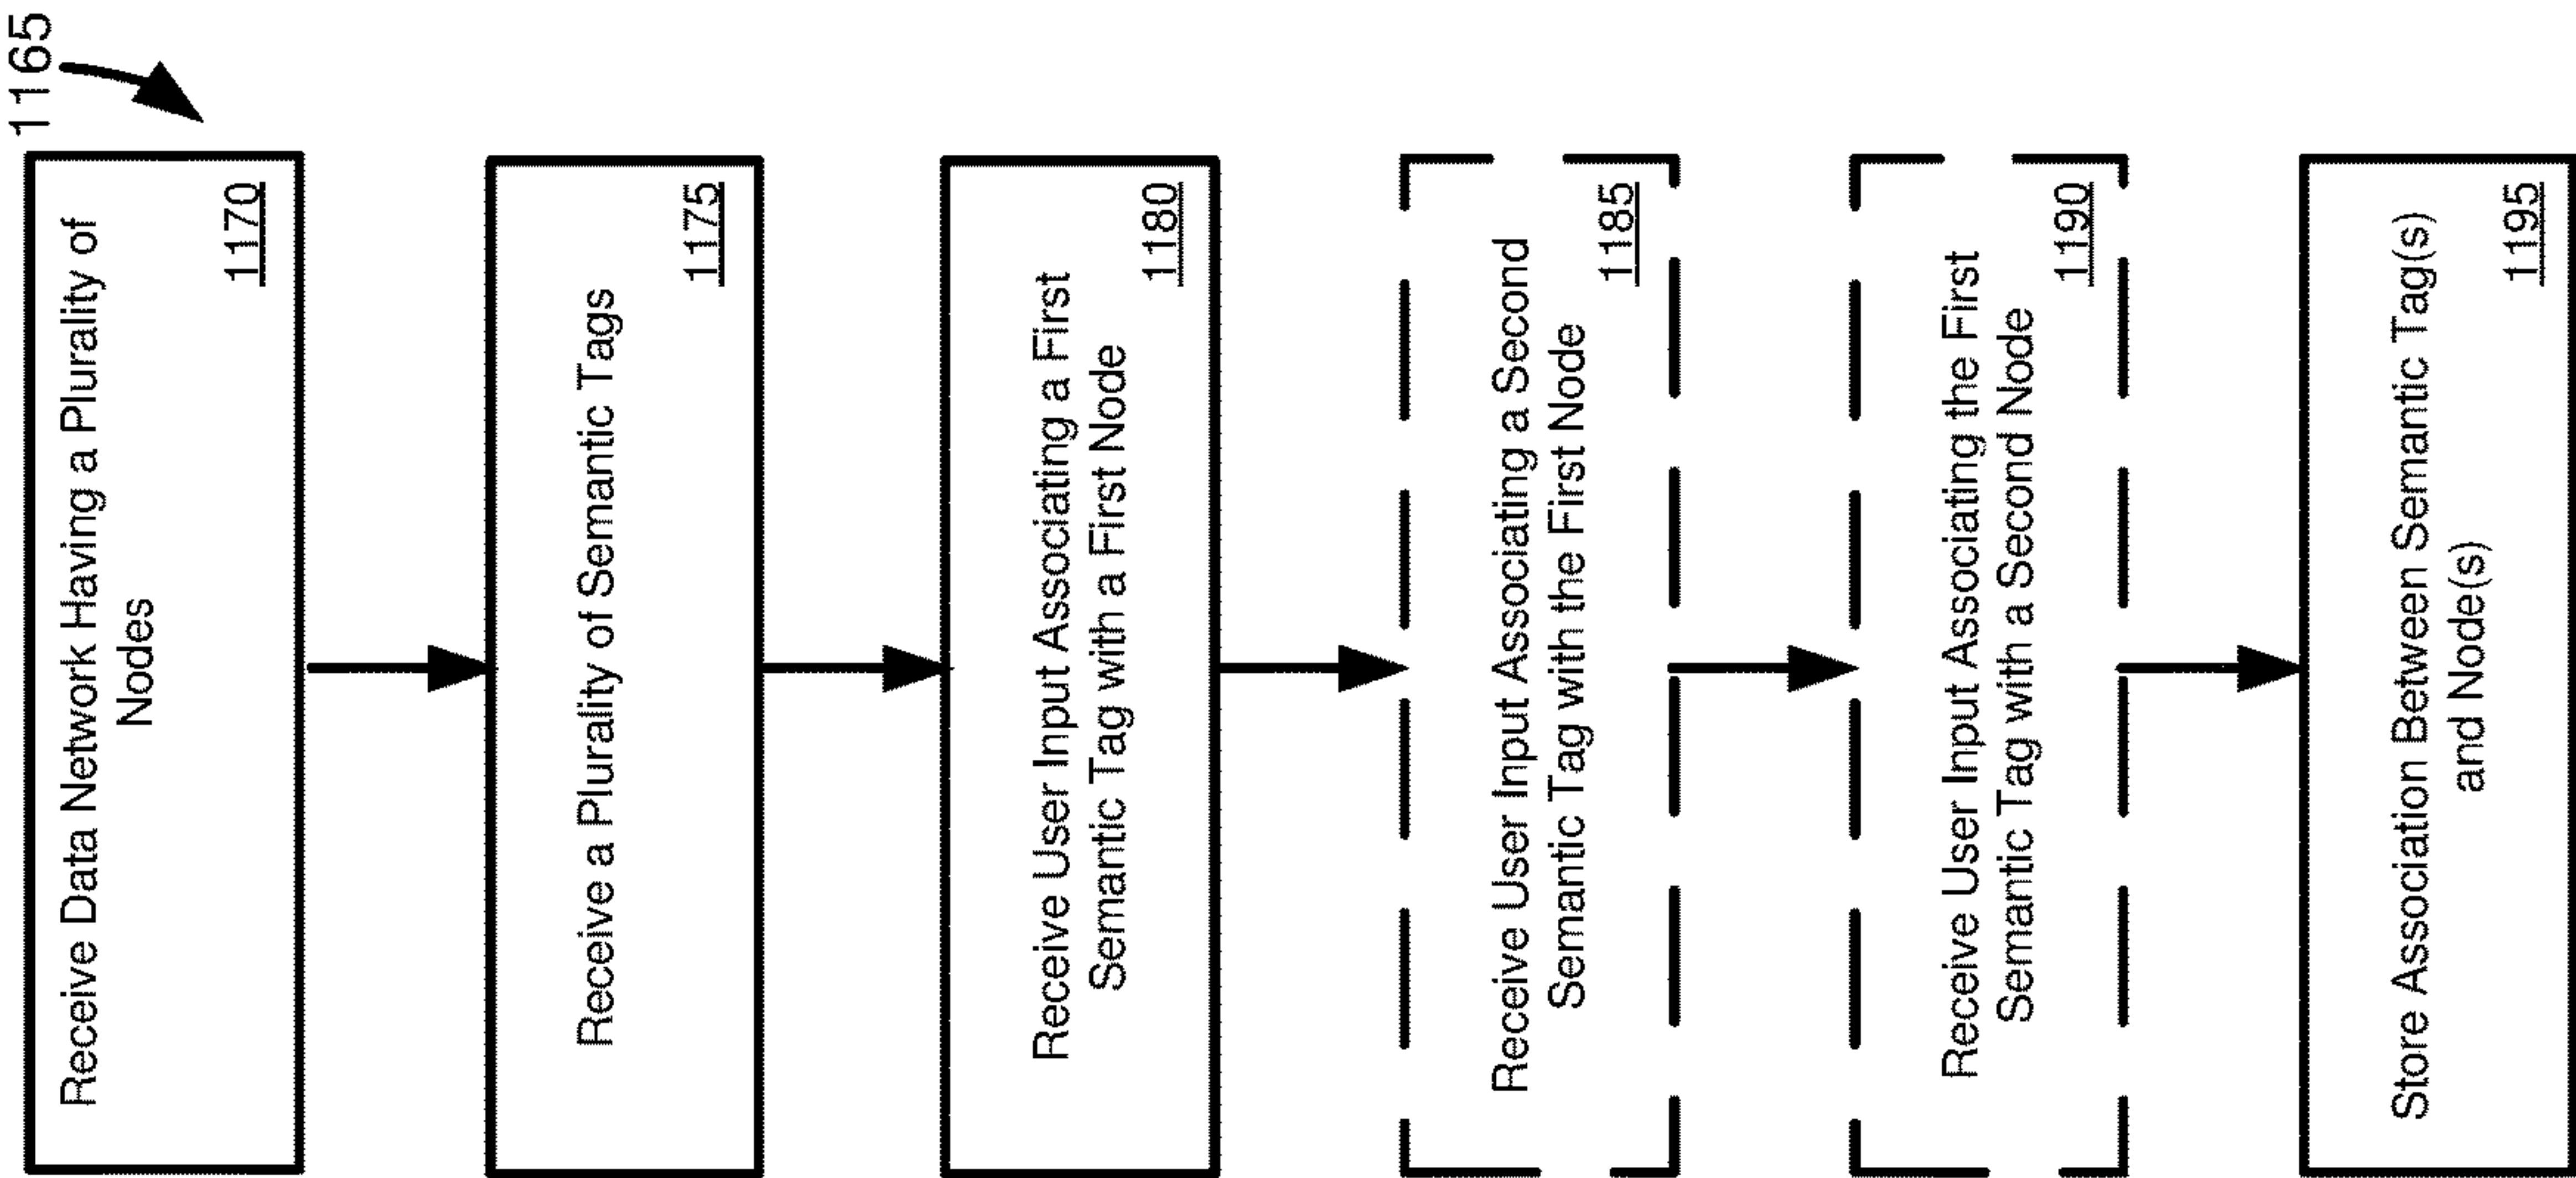 1165
Receive Data Network Having a Plurality of
Nodes
1170
Receive a Plurality of Semantic Tags
1175
Receive User Input Associating a First
Semantic Tag with a First Node
1180
Receive User Input Associating a Second
Semantic Tag with the First Node
1185
Receive User Input Associating the First
Semantic Tag with a Second Node
1190
Store Association Between Semantic Tag(s)
and Node(s)
1195